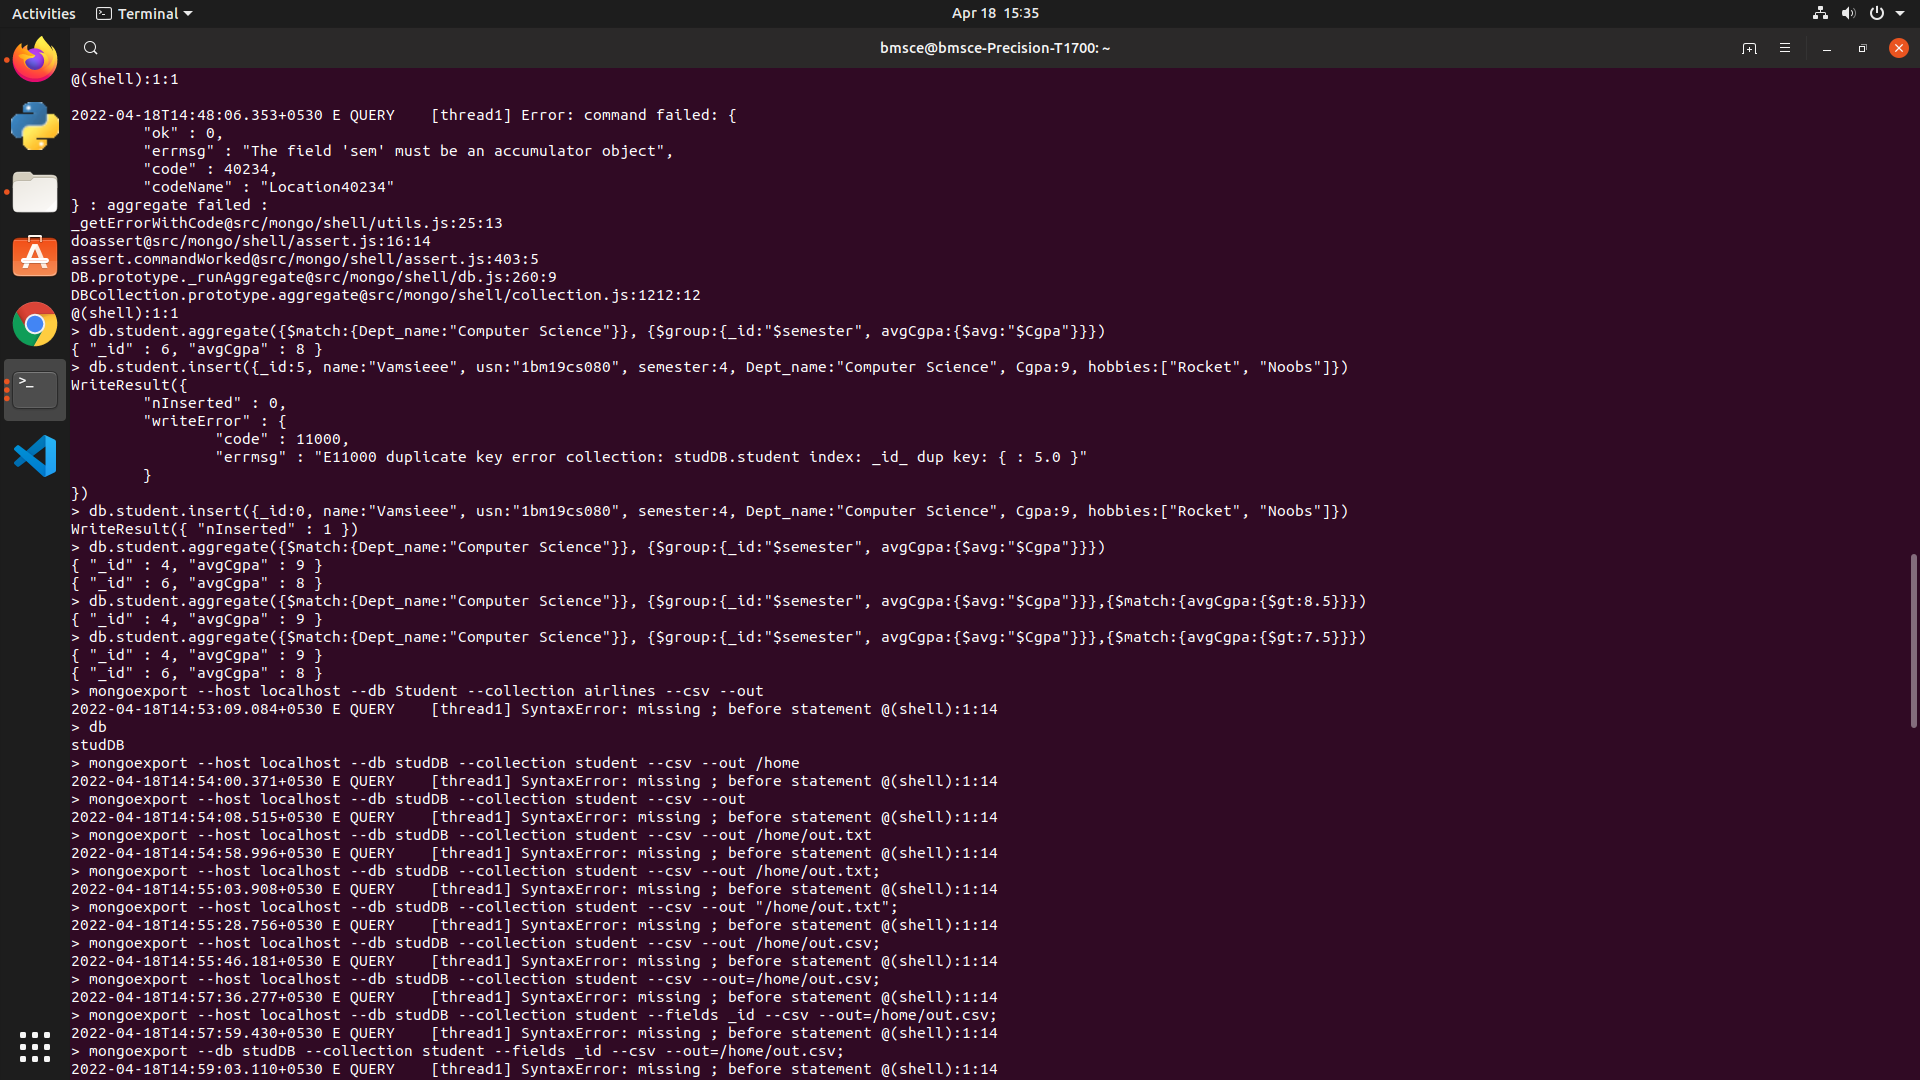 Activities Terminal Apr 18 15:35
bmsce@bmsce-Precision-T1700: ~
@(shell):1:1
2022-04-18T14:48:06.353+0530 E QUERY    [thread1] Error: command failed: {
        "ok" : 0,
        "errmsg" : "The field 'sem' must be an accumulator object",
        "code" : 40234,
        "codeName" : "Location40234"
} : aggregate failed :
_getErrorWithCode@src/mongo/shell/utils.js:25:13
doassert@src/mongo/shell/assert.js:16:14
assert.commandWorked@src/mongo/shell/assert.js:403:5
DB.prototype._runAggregate@src/mongo/shell/db.js:260:9
DBCollection.prototype.aggregate@src/mongo/shell/collection.js:1212:12
@(shell):1:1
> db.student.aggregate({$match:{Dept_name:"Computer Science"}}, {$group:{_id:"$semester", avgCgpa:{$avg:"$Cgpa"}}})
{ "_id" : 6, "avgCgpa" : 8 }
> db.student.insert({_id:5, name:"Vamsieee", usn:"1bm19cs080", semester:4, Dept_name:"Computer Science", Cgpa:9, hobbies:["Rocket", "Noobs"]})
WriteResult({
        "nInserted" : 0,
        "writeError" : {
                "code" : 11000,
                "errmsg" : "E11000 duplicate key error collection: studDB.student index: _id_ dup key: { : 5.0 }"
        }
})
> db.student.insert({_id:0, name:"Vamsieee", usn:"1bm19cs080", semester:4, Dept_name:"Computer Science", Cgpa:9, hobbies:["Rocket", "Noobs"]})
WriteResult({ "nInserted" : 1 })
> db.student.aggregate({$match:{Dept_name:"Computer Science"}}, {$group:{_id:"$semester", avgCgpa:{$avg:"$Cgpa"}}})
{ "_id" : 4, "avgCgpa" : 9 }
{ "_id" : 6, "avgCgpa" : 8 }
> db.student.aggregate({$match:{Dept_name:"Computer Science"}}, {$group:{_id:"$semester", avgCgpa:{$avg:"$Cgpa"}}},{$match:{avgCgpa:{$gt:8.5}}})
{ "_id" : 4, "avgCgpa" : 9 }
> db.student.aggregate({$match:{Dept_name:"Computer Science"}}, {$group:{_id:"$semester", avgCgpa:{$avg:"$Cgpa"}}},{$match:{avgCgpa:{$gt:7.5}}})
{ "_id" : 4, "avgCgpa" : 9 }
{ "_id" : 6, "avgCgpa" : 8 }
> mongoexport --host localhost --db Student --collection airlines --csv --out
2022-04-18T14:53:09.084+0530 E QUERY    [thread1] SyntaxError: missing ; before statement @(shell):1:14
> db
studDB
> mongoexport --host localhost --db studDB --collection student --csv --out /home
2022-04-18T14:54:00.371+0530 E QUERY    [thread1] SyntaxError: missing ; before statement @(shell):1:14
> mongoexport --host localhost --db studDB --collection student --csv --out
2022-04-18T14:54:08.515+0530 E QUERY    [thread1] SyntaxError: missing ; before statement @(shell):1:14
> mongoexport --host localhost --db studDB --collection student --csv --out /home/out.txt
2022-04-18T14:54:58.996+0530 E QUERY    [thread1] SyntaxError: missing ; before statement @(shell):1:14
> mongoexport --host localhost --db studDB --collection student --csv --out /home/out.txt;
2022-04-18T14:55:03.908+0530 E QUERY    [thread1] SyntaxError: missing ; before statement @(shell):1:14
> mongoexport --host localhost --db studDB --collection student --csv --out "/home/out.txt";
2022-04-18T14:55:28.756+0530 E QUERY    [thread1] SyntaxError: missing ; before statement @(shell):1:14
> mongoexport --host localhost --db studDB --collection student --csv --out /home/out.csv;
2022-04-18T14:55:46.181+0530 E QUERY    [thread1] SyntaxError: missing ; before statement @(shell):1:14
> mongoexport --host localhost --db studDB --collection student --csv --out=/home/out.csv;
2022-04-18T14:57:36.277+0530 E QUERY    [thread1] SyntaxError: missing ; before statement @(shell):1:14
> mongoexport --host localhost --db studDB --collection student --fields _id --csv --out=/home/out.csv;
2022-04-18T14:57:59.430+0530 E QUERY    [thread1] SyntaxError: missing ; before statement @(shell):1:14
> mongoexport --db studDB --collection student --fields _id --csv --out=/home/out.csv;
2022-04-18T14:59:03.110+0530 E QUERY    [thread1] SyntaxError: missing ; before statement @(shell):1:14